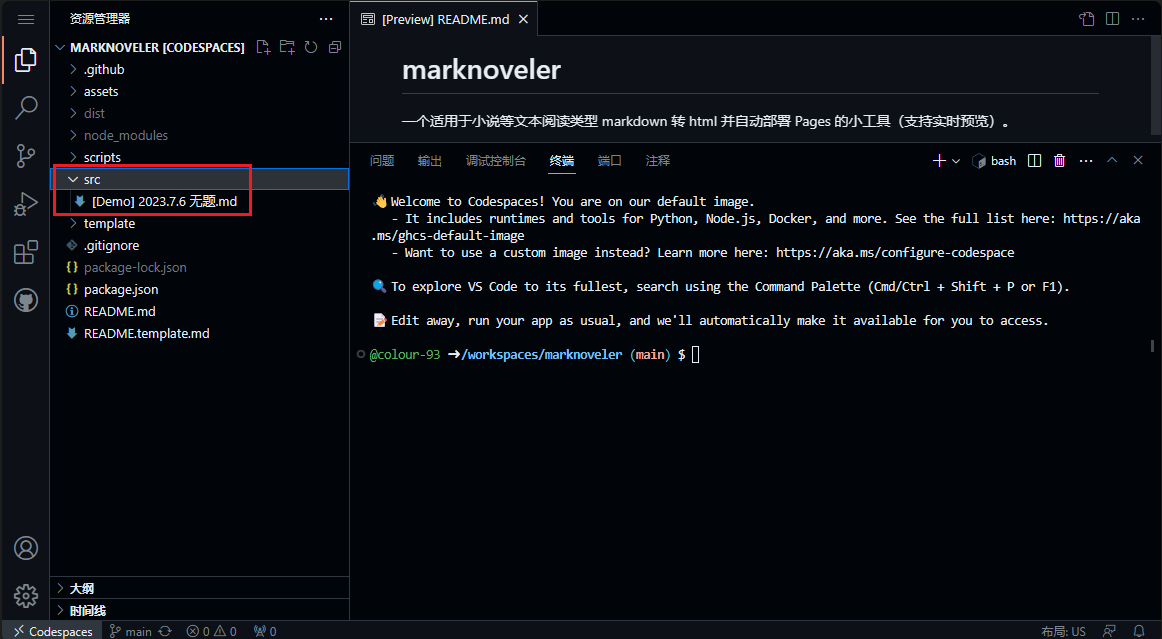 资源管理器
MARKNOVELER [CODESPACES]
.github
assets
dist
node_modules
scripts
src
[Demo] 2023.7.6 无题.md
template
.gitignore
package-lock.json
package.json
README.md
README.template.md
大纲
时间线
[Preview] README.md
marknoveler
一个适用于小说等文本阅读类型 markdown 转 html 并自动部署 Pages 的小工具（支持实时预览）。
问题 输出 调试控制台 终端 端口 注释
bash
Welcome to Codespaces! You are on our default image.
- It includes runtimes and tools for Python, Node.js, Docker, and more. See the full list here: https://aka
.ms/ghcs-default-image
- Want to use a custom image instead? Learn more here: https://aka.ms/configure-codespace
To explore VS Code to its fullest, search using the Command Palette (Cmd/Ctrl + Shift + P or F1).
Edit away, run your app as usual, and we'll automatically make it available for you to access.
@colour-93 ➜/workspaces/marknoveler (main) $
Codespaces main 0 0 0 布局: US